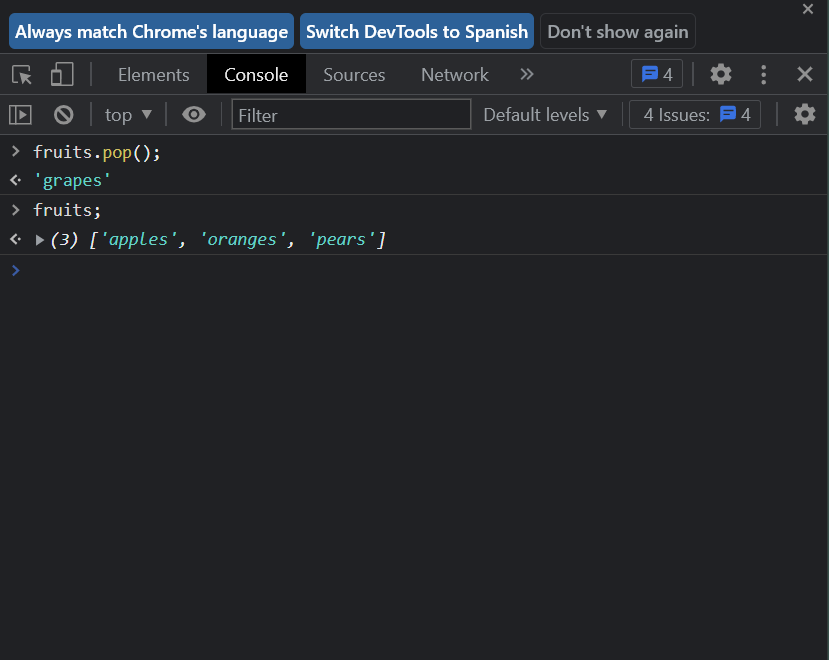 Always match Chrome's language Switch DevTools to Spanish Don't show again
Elements Console Sources Network 4
top Filter Default levels 4 Issues: 4
fruits.pop();
'grapes'
fruits;
(3) ['apples', 'oranges', 'pears']